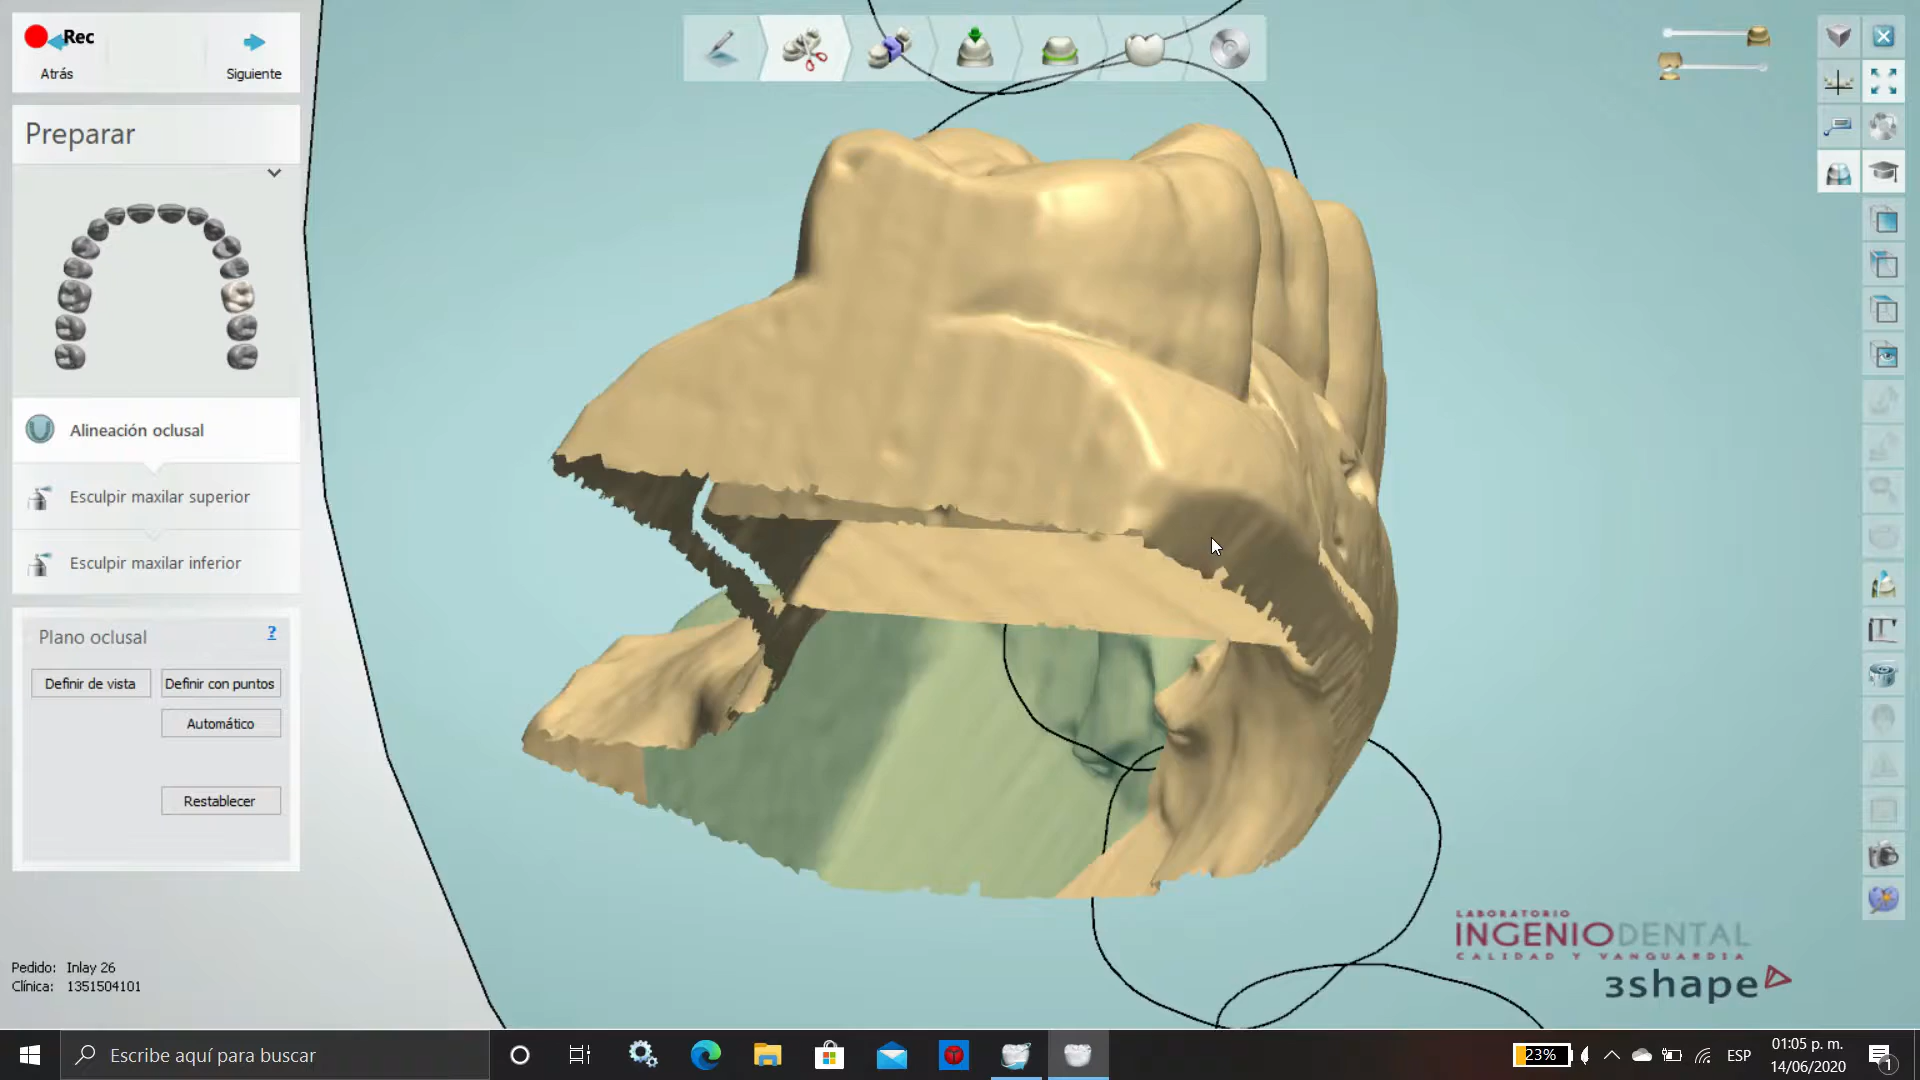 Rec
Atrás
Siguiente
Preparar
Alineación oclusal
Esculpir maxilar superior
Esculpir maxilar inferior
Plano oclusal
?
Definir de vista
Definir con puntos
Automático
Restablecer
Pedido: Inlay 26
Clínica: 1351504101
LABORATORIO
INGENIODENTAL
CALIDAD Y VANGUARDIA
3shape
Escribe aquí para buscar
23%
ESP
01:05 p. m.
14/06/2020
1